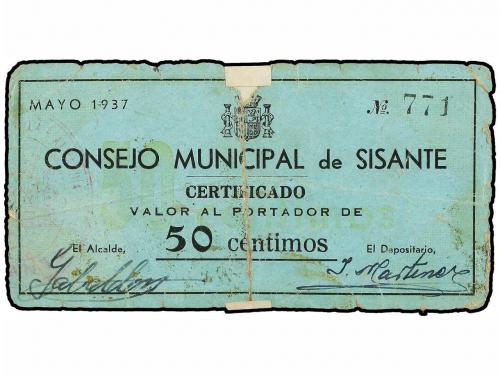 MAYO 1937
№ 771
CONSEJO MUNICIPAL de SISANTE
CERTIFICADO
VALOR AL PORTADOR DE
50 centimos
El Alcalde, El Depositario,
J. Martinez